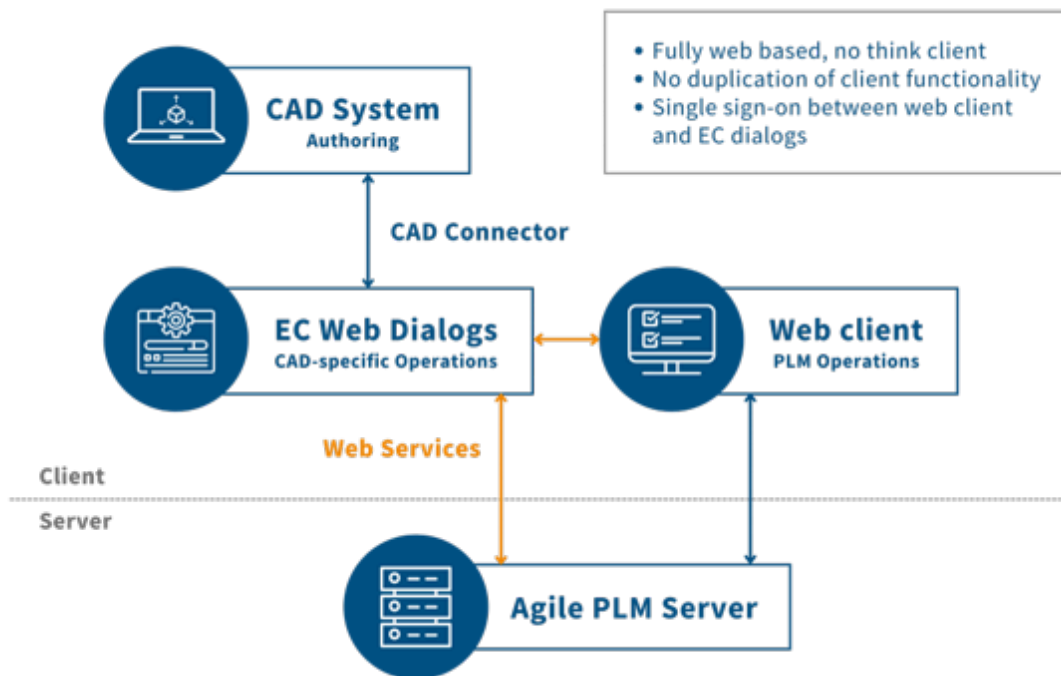 • Fully web based, no think client
• No duplication of client functionality
• Single sign-on between web client
and EC dialogs
CAD System
Authoring
CAD Connector
EC Web Dialogs
CAD-specific Operations
Web client
PLM Operations
Web Services
Client
Server
Agile PLM Server